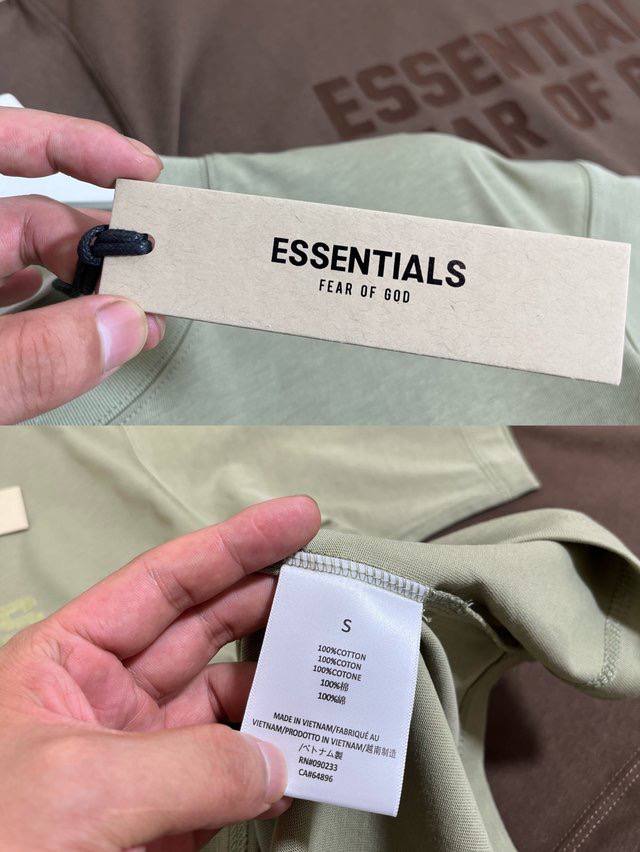 ESSENTIALS
FEAR OF GOD
ESSENTIALS
FEAR OF GOD
S
100%COTTON
100%COTON
100%COTONE
100%棉
100%綿
MADE IN VIETNAM/FABRIQUÉ AU
VIETNAM/PRODOTTO IN VIETNAM/越南制造
/ベトナム製
RN#090233
CA#64896